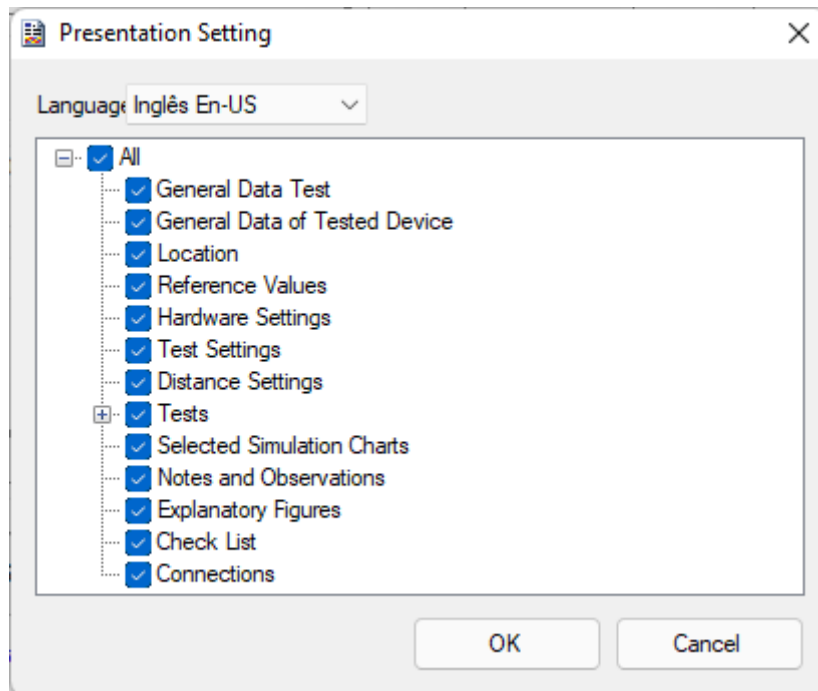 Presentation Setting
Language Inglês En-US
All
General Data Test
General Data of Tested Device
Location
Reference Values
Hardware Settings
Test Settings
Distance Settings
Tests
Selected Simulation Charts
Notes and Observations
Explanatory Figures
Check List
Connections
OK Cancel